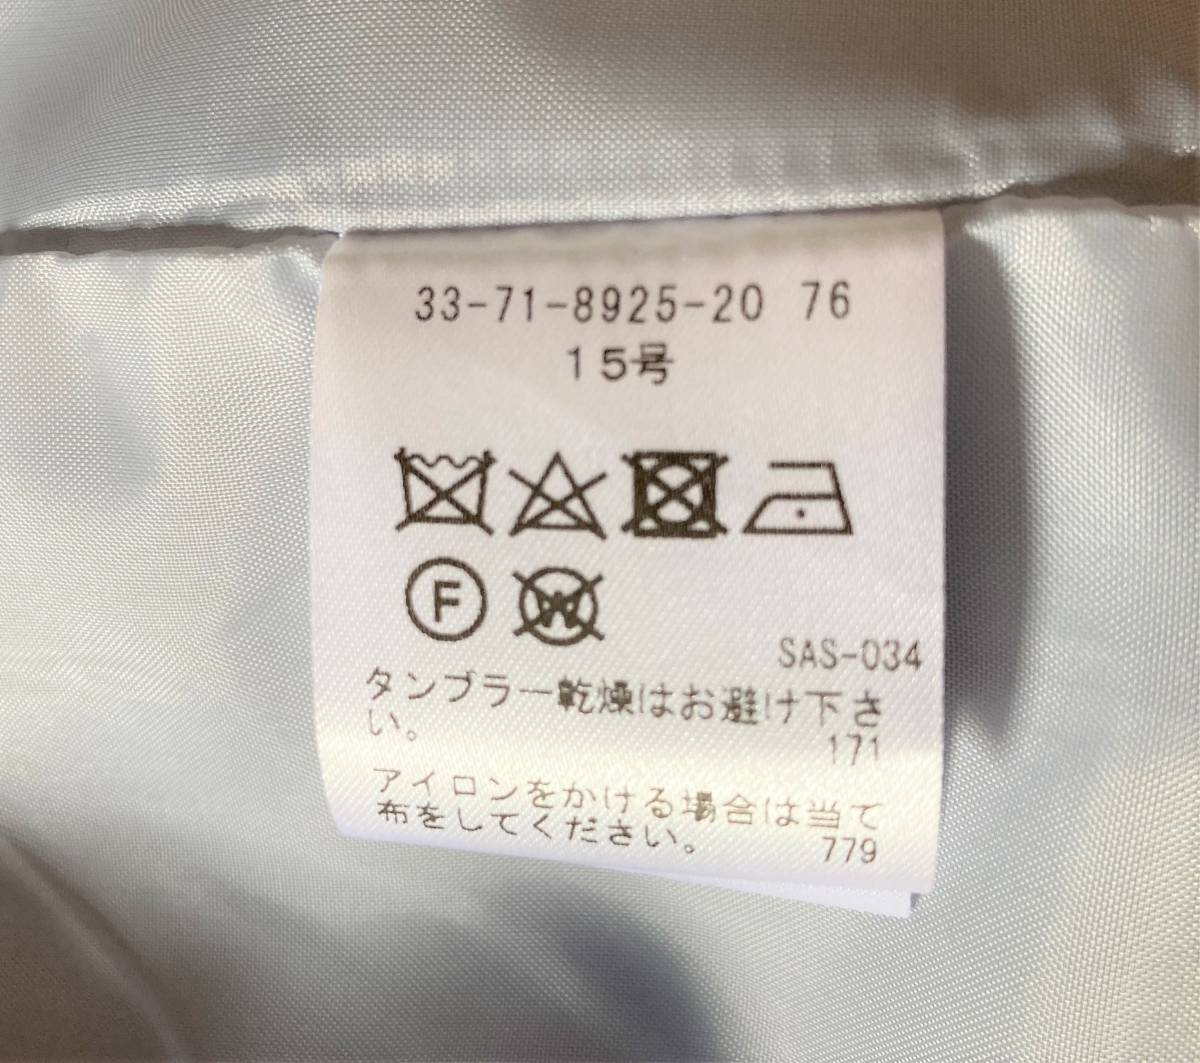 33-71-8925-20 76
15号
F
W
SAS-034
タンブラー乾燥はお避け下さ
い。
171
アイロンをかける場合は当て
布をしてください。
779